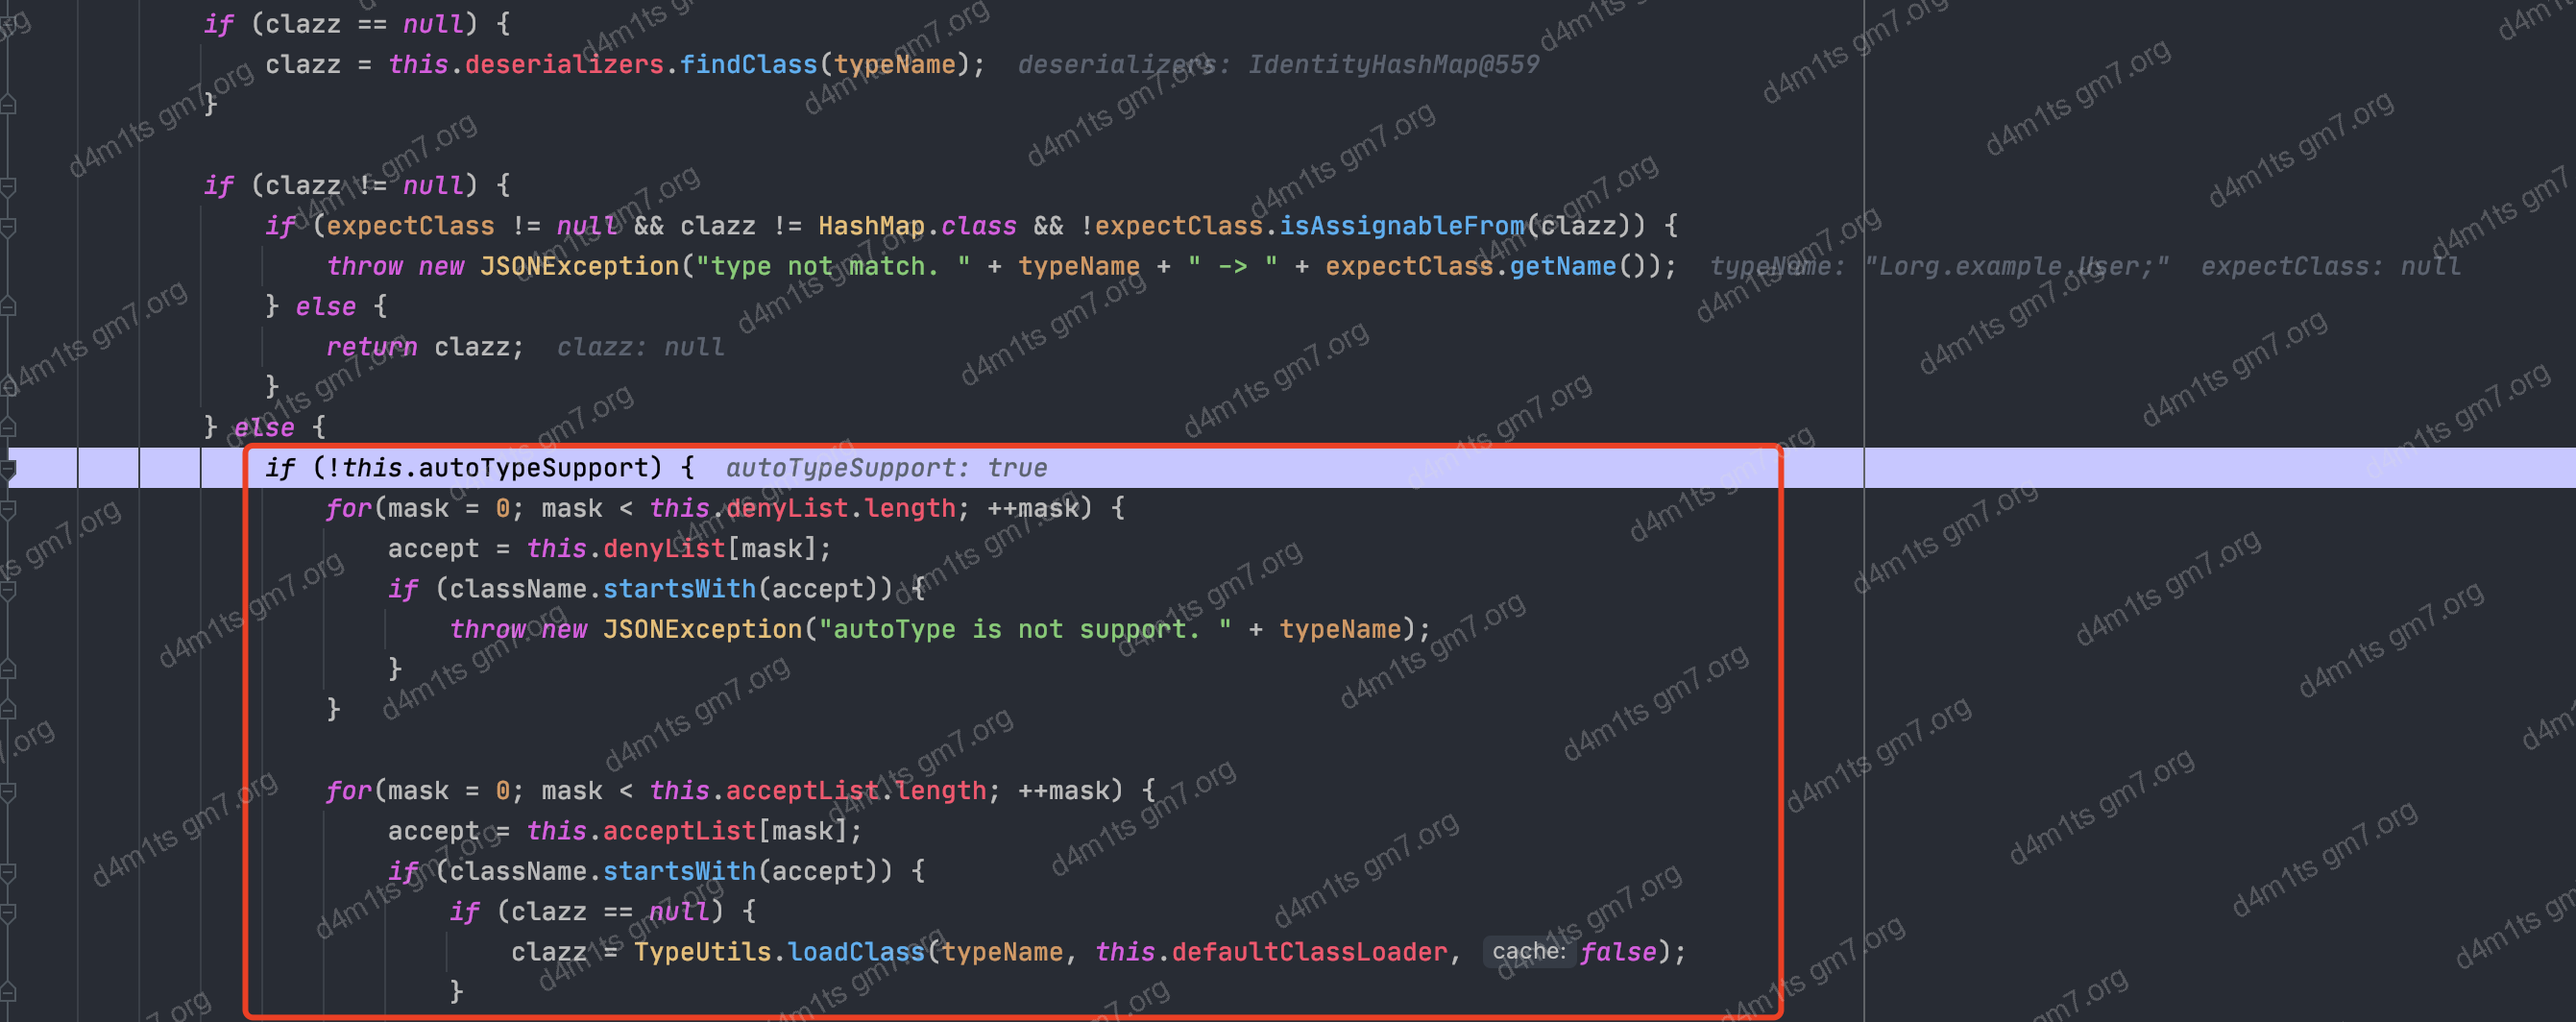 if (clazz == null) {
clazz = this.deserializers.findClass(typeName);  deserializers: IdentityHashMap@559
}
if (clazz != null) {
if (expectClass != null && clazz != HashMap.class && !expectClass.isAssignableFrom(clazz)) {
throw new JSONException("type not match. " + typeName + " -> " + expectClass.getName());  typeName: "Lorg.example.User;"  expectClass: null
} else {
return clazz;  clazz: null
}
} else {
if (!this.autoTypeSupport) {  autoTypeSupport: true
for(mask = 0; mask < this.denyList.length; ++mask) {
accept = this.denyList[mask];
if (className.startsWith(accept)) {
throw new JSONException("autoType is not support. " + typeName);
}
}
for(mask = 0; mask < this.acceptList.length; ++mask) {
accept = this.acceptList[mask];
if (className.startsWith(accept)) {
if (clazz == null) {
clazz = TypeUtils.loadClass(typeName, this.defaultClassLoader, cache: false);
}
d4m1ts gm7.org